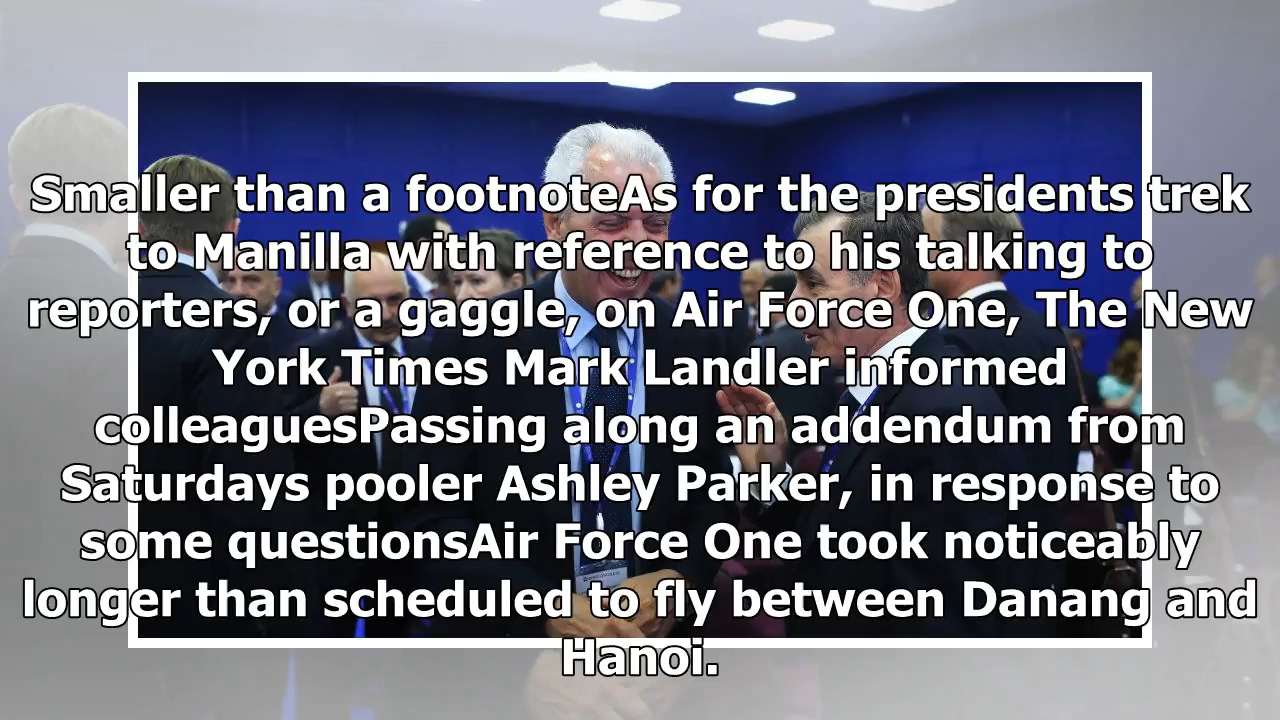 Smaller than a footnoteAs for the presidents trek
to Manilla with reference to his talking to
reporters, or a gaggle, on Air Force One, The New
York Times Mark Landler informed
colleaguesPassing along an addendum from
Saturdays pooler Ashley Parker, in response to
some questionsAir Force One took noticeably
longer than scheduled to fly between Danang and
Hanoi.